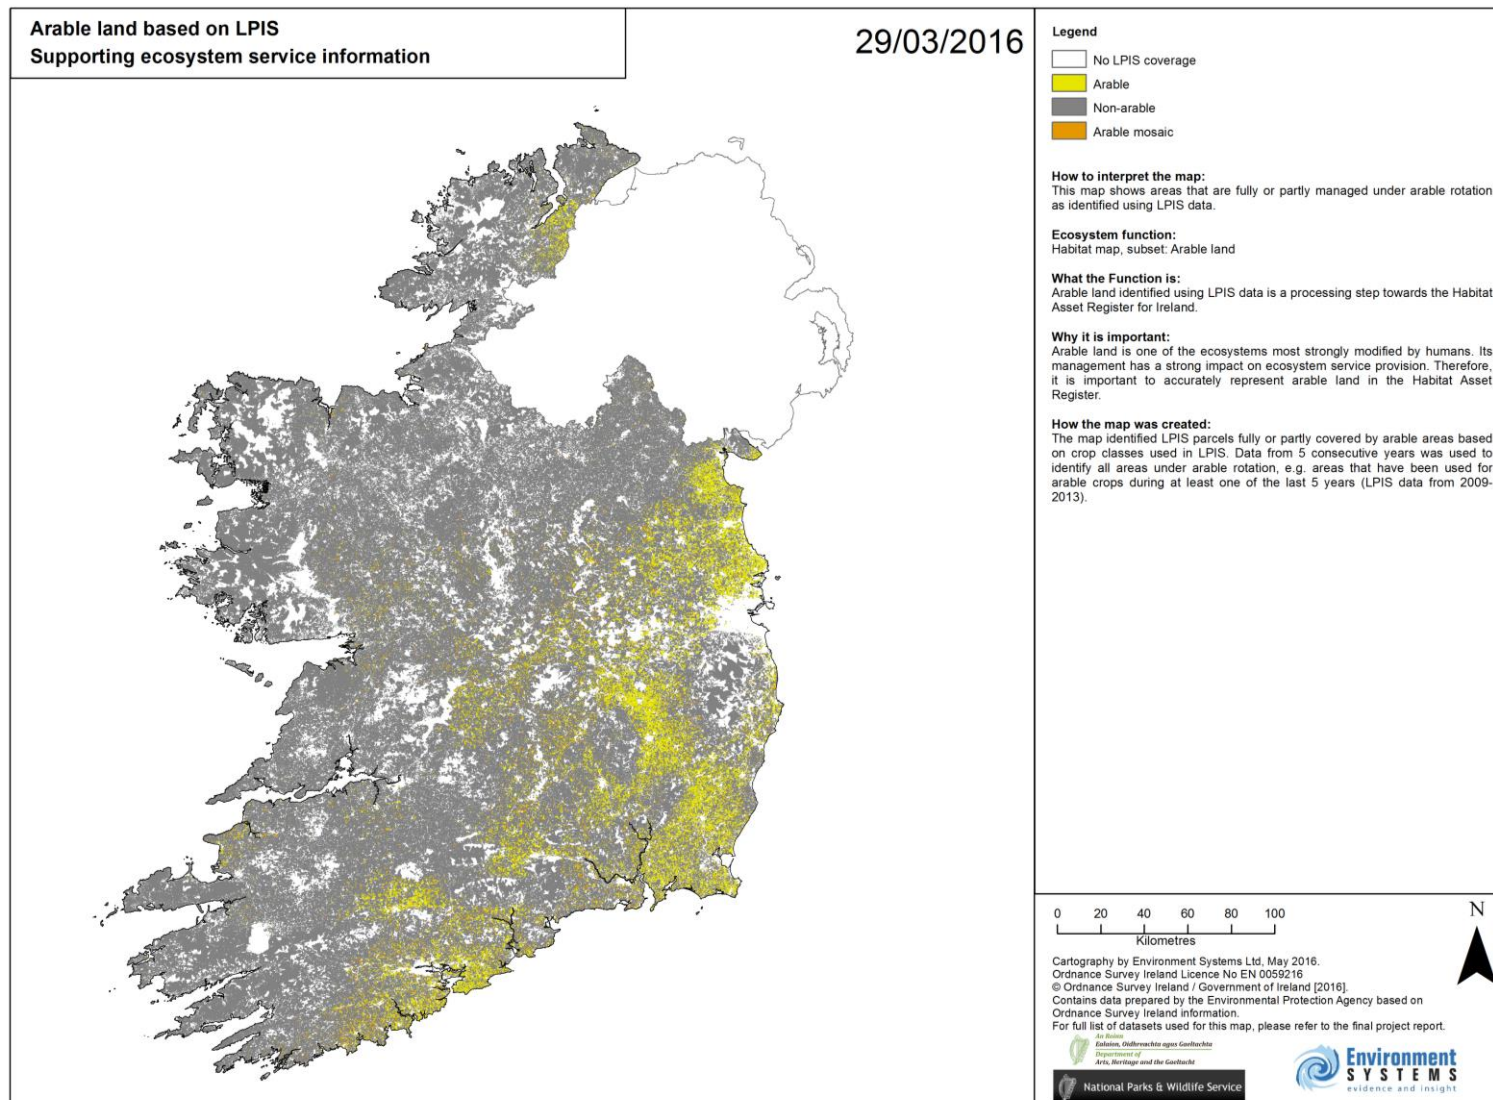 Arable land based on LPIS
Supporting ecosystem service information
29/03/2016
Legend
No LPIS coverage
Arable
Non-arable
Arable mosaic
How to interpret the map:
This map shows areas that are fully or partly managed under arable rotation
as identified using LPIS data.
Ecosystem function:
Habitat map, subset: Arable land
What the Function is:
Arable land identified using LPIS data is a processing step towards the Habitat
Asset Register for Ireland.
Why it is important:
Arable land is one of the ecosystems most strongly modified by humans. Its
management has a strong impact on ecosystem service provision. Therefore,
it is important to accurately represent arable land in the Habitat Asset
Register.
How the map was created:
The map identified LPIS parcels fully or partly covered by arable areas based
on crop classes used in LPIS. Data from 5 consecutive years was used to
identify all areas under arable rotation, e.g. areas that have been used for
arable crops during at least one of the last 5 years (LPIS data from 2009-
2013).
0 20 40 60 80 100
Kilometres
N
Cartography by Environment Systems Ltd, May 2016.
Ordnance Survey Ireland Licence No EN 0059216
© Ordnance Survey Ireland / Government of Ireland [2016].
Contains data prepared by the Environmental Protection Agency based on
Ordnance Survey Ireland information.
For full list of datasets used for this map, please refer to the final project report.
An Roinn
Ealaíon, Oidhreachta agus Gaeltachta
Department of
Arts, Heritage and the Gaeltacht
National Parks & Wildlife Service
Environment
SYSTEMS
evidence and insight